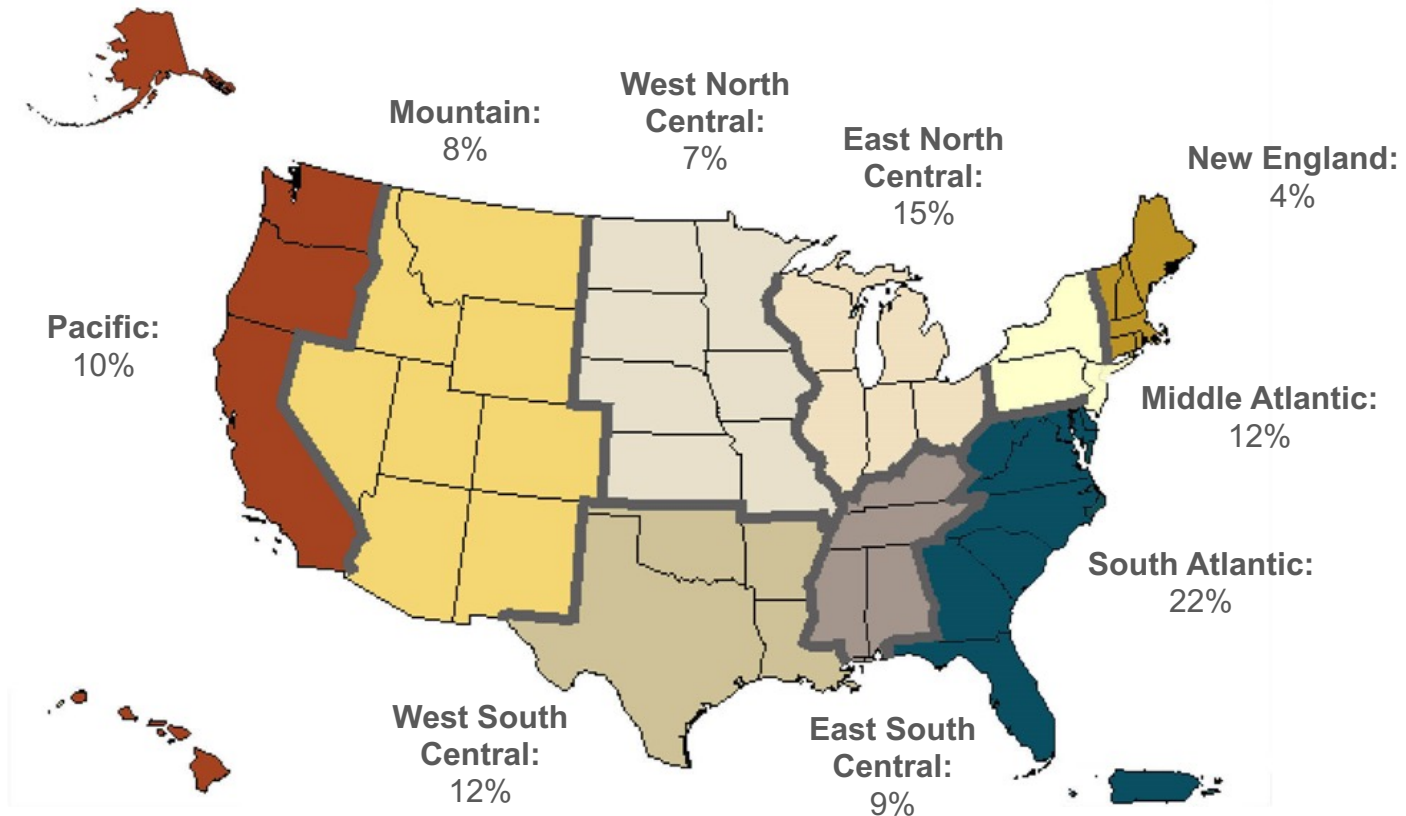 Mountain:
8%
West North
Central:
7%
East North
Central:
15%
New England:
4%
Pacific:
10%
Middle Atlantic:
12%
South Atlantic:
22%
West South
Central:
12%
East South
Central:
9%